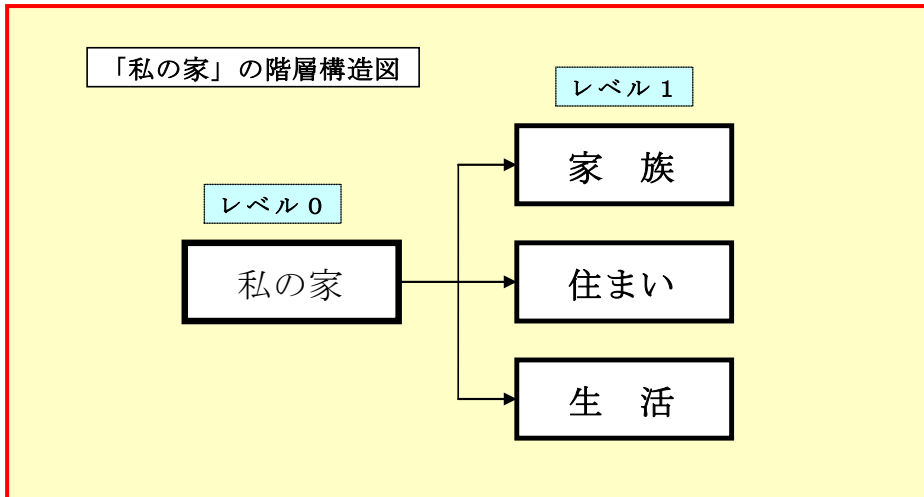 「私の家」の階層構造図
レベル１
家　族
レベル０
私の家
住まい
生　活